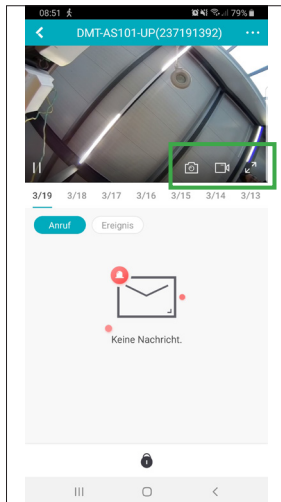 08:51 79%
DMT-AS101-UP(237191392)
3/19 3/18 3/17 3/16 3/15 3/14 3/13
Anruf Ereignis
Keine Nachricht.